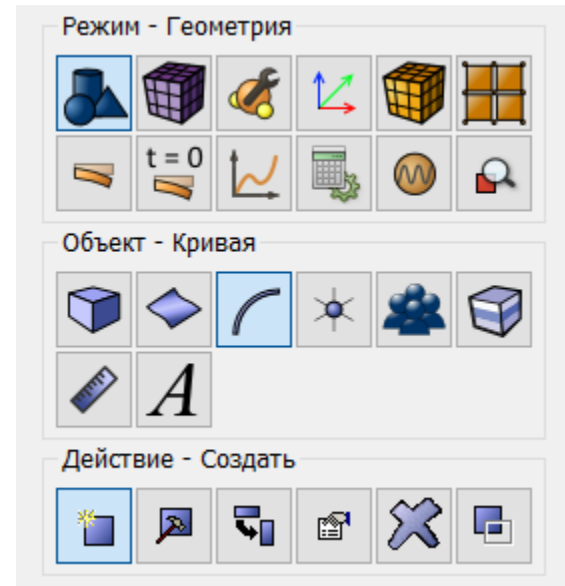 Режим - Геометрия
t = 0
Объект - Кривая
A
Действие - Создать